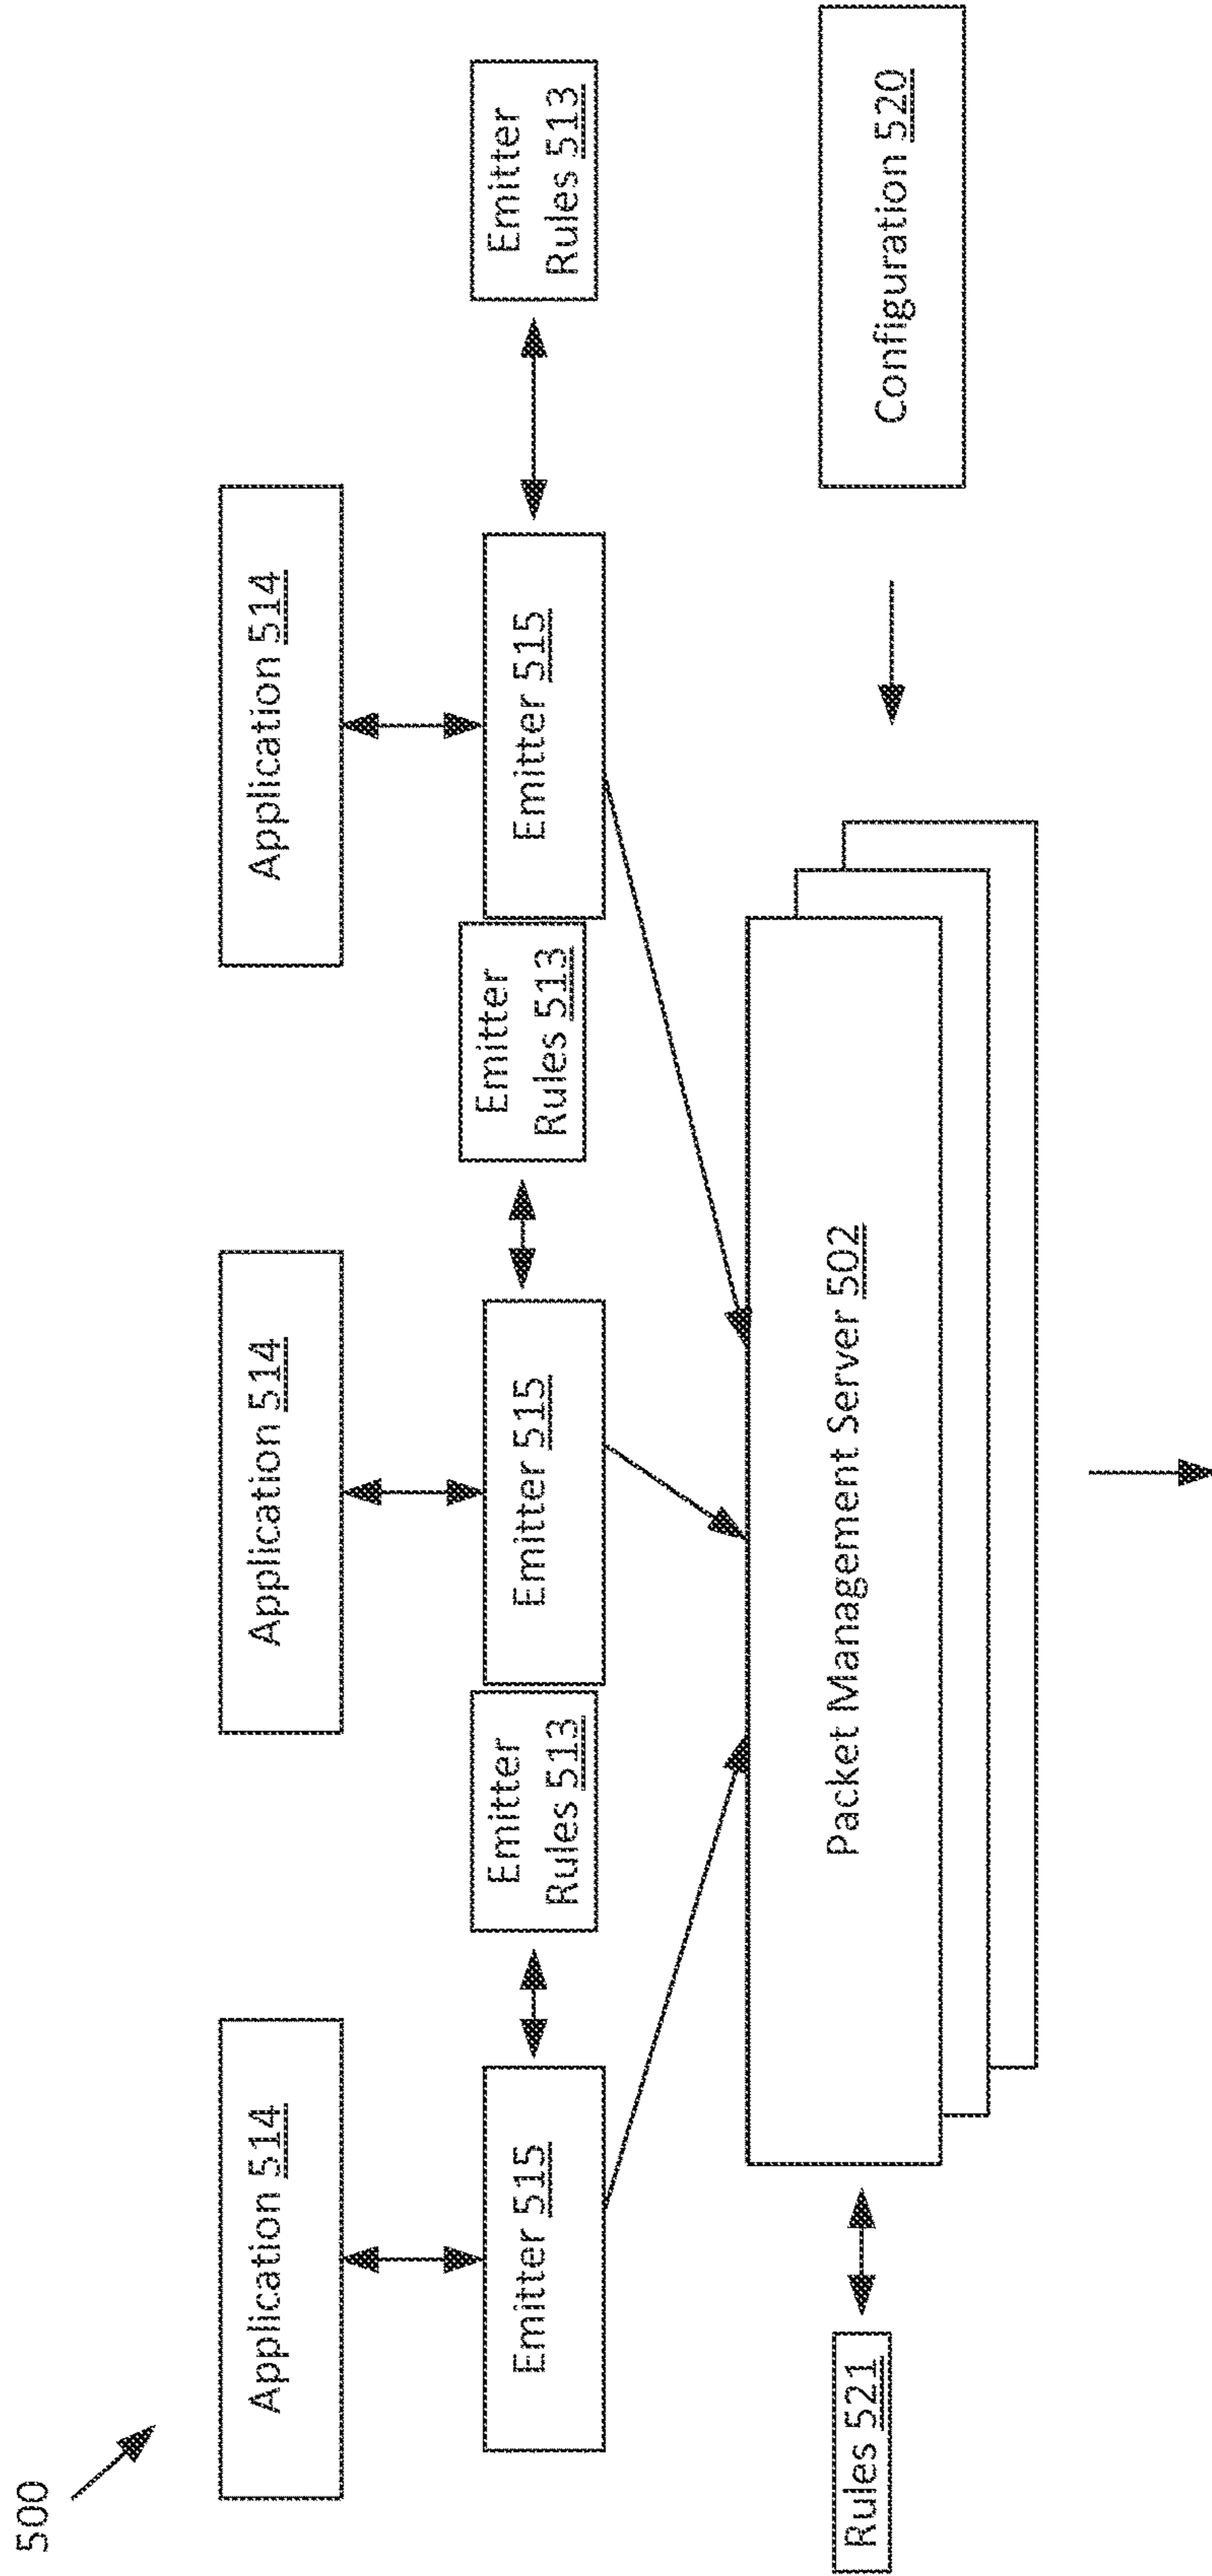 500
Application 514
Application 514
Application 514
Emitter 515
Emitter
Rules 513
Emitter 515
Emitter
Rules 513
Emitter 515
Emitter
Rules 513
Rules 521
Packet Management Server 502
Configuration 520